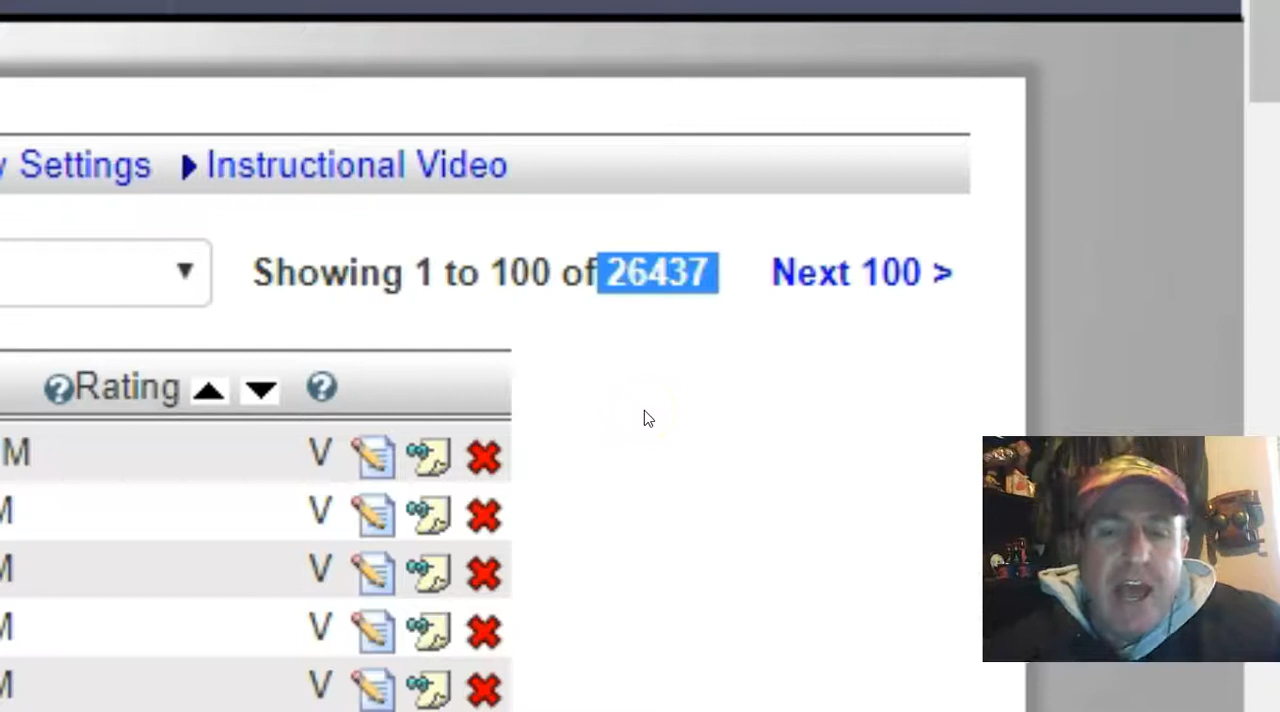 Settings Instructional Video
Showing 1 to 100 of 26437 Next 100 >
Rating
M V
M V
M V
M V
M V